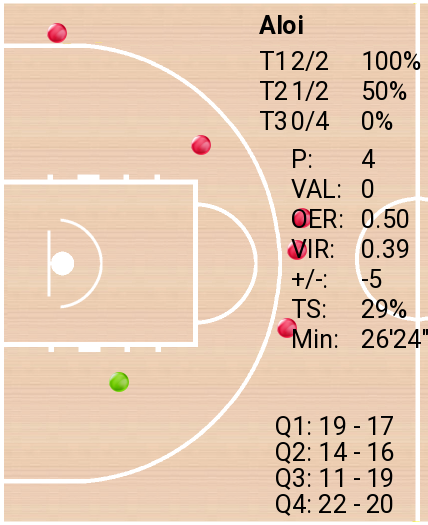 Aloi
T1 2/2 100%
T2 1/2 50%
T3 0/4 0%
P: 4
VAL: 0
OER: 0.50
VIR: 0.39
+/-: -5
TS: 29%
Min: 26'24"
Q1: 19 - 17
Q2: 14 - 16
Q3: 11 - 19
Q4: 22 - 20